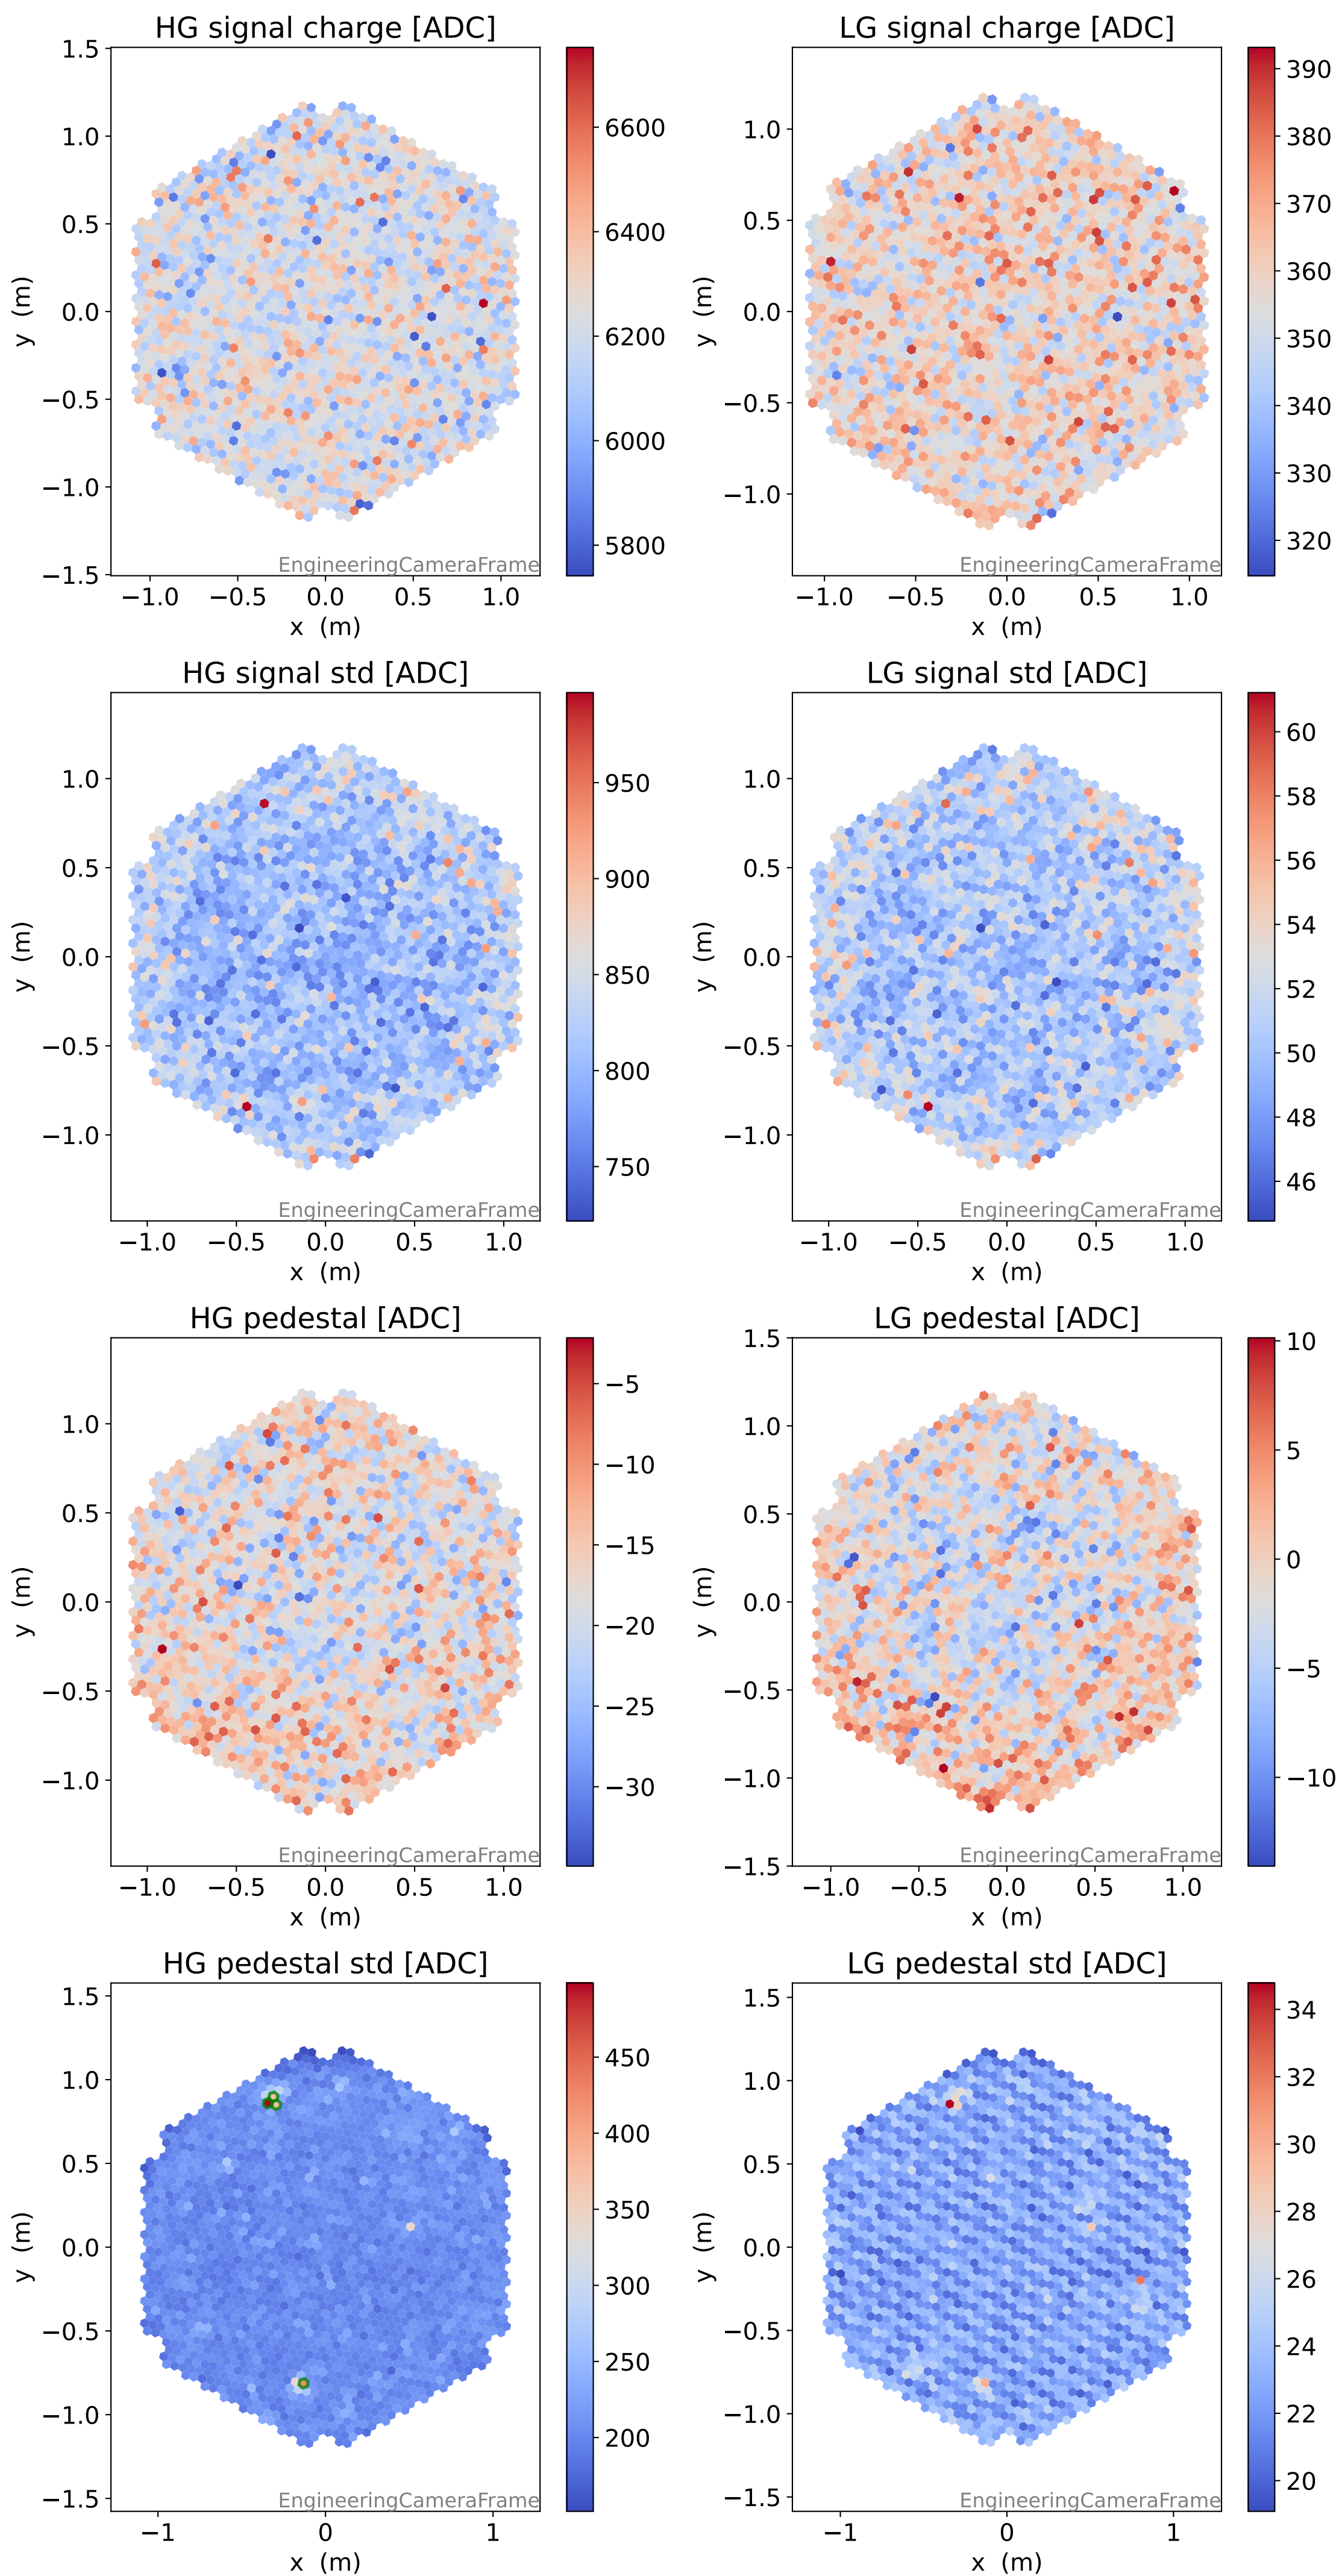 HG signal charge [ADC]
1.5
1.0
0.5
0.0
−0.5
−1.0
−1.5
y (m)
−1.0 −0.5 0.0 0.5 1.0
x (m)
EngineeringCameraFrame
6600
6400
6200
6000
5800
LG signal charge [ADC]
1.0
0.5
0.0
−0.5
−1.0
y (m)
−1.0 −0.5 0.0 0.5 1.0
x (m)
EngineeringCameraFrame
390
380
370
360
350
340
330
320
HG signal std [ADC]
1.0
0.5
0.0
−0.5
−1.0
y (m)
−1.0 −0.5 0.0 0.5 1.0
x (m)
EngineeringCameraFrame
950
900
850
800
750
LG signal std [ADC]
1.0
0.5
0.0
−0.5
−1.0
y (m)
−1.0 −0.5 0.0 0.5 1.0
x (m)
EngineeringCameraFrame
60
58
56
54
52
50
48
46
HG pedestal [ADC]
1.0
0.5
0.0
−0.5
−1.0
y (m)
−1.0 −0.5 0.0 0.5 1.0
x (m)
EngineeringCameraFrame
−5
−10
−15
−20
−25
−30
LG pedestal [ADC]
1.5
1.0
0.5
0.0
−0.5
−1.0
−1.5
y (m)
−1.0 −0.5 0.0 0.5 1.0
x (m)
EngineeringCameraFrame
10
5
0
−5
−10
HG pedestal std [ADC]
1.5
1.0
0.5
0.0
−0.5
−1.0
−1.5
y (m)
−1 0 1
x (m)
EngineeringCameraFrame
450
400
350
300
250
200
LG pedestal std [ADC]
1.5
1.0
0.5
0.0
−0.5
−1.0
−1.5
y (m)
−1 0 1
x (m)
EngineeringCameraFrame
34
32
30
28
26
24
22
20